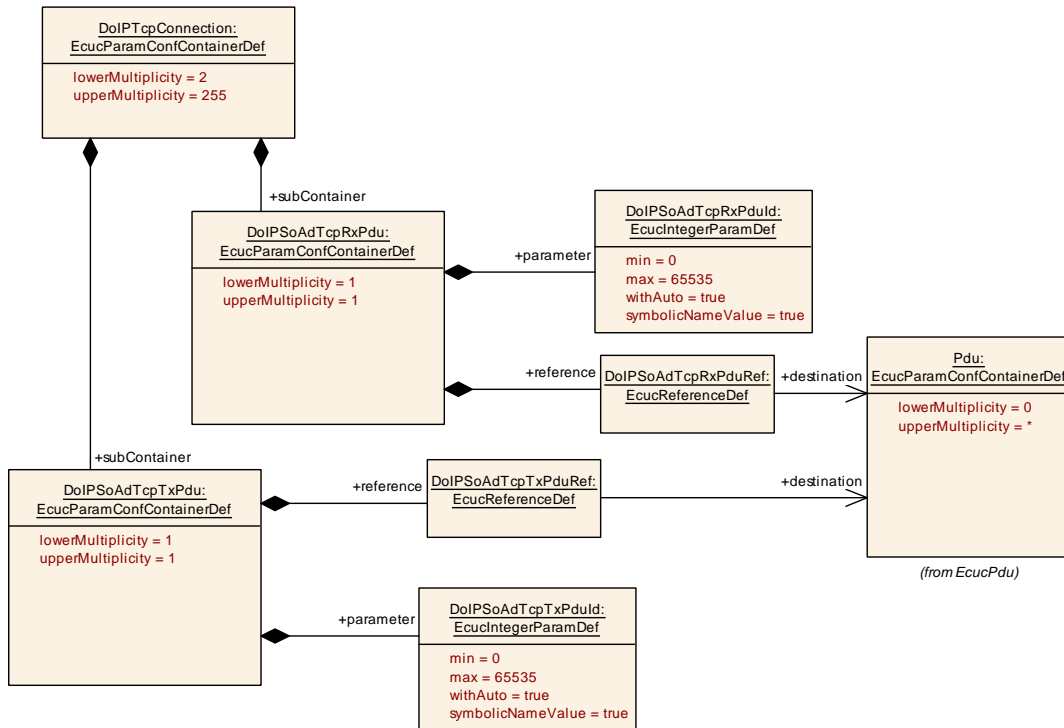 DoIPTcpConnection:
EcucParamConfContainerDef
lowerMultiplicity = 2
upperMultiplicity = 255
+subContainer
DoIPSoAdTcpRxPdu:
EcucParamConfContainerDef
lowerMultiplicity = 1
upperMultiplicity = 1
+parameter
DoIPSoAdTcpRxPduId:
EcucIntegerParamDef
min = 0
max = 65535
withAuto = true
symbolicNameValue = true
+reference
DoIPSoAdTcpRxPduRef:
EcucReferenceDef
+destination
Pdu:
EcucParamConfContainerDef
lowerMultiplicity = 0
upperMultiplicity = *
(from EcucPdu)
+subContainer
DoIPSoAdTcpTxPdu:
EcucParamConfContainerDef
lowerMultiplicity = 1
upperMultiplicity = 1
+reference
DoIPSoAdTcpTxPduRef:
EcucReferenceDef
+destination
+parameter
DoIPSoAdTcpTxPduId:
EcucIntegerParamDef
min = 0
max = 65535
withAuto = true
symbolicNameValue = true